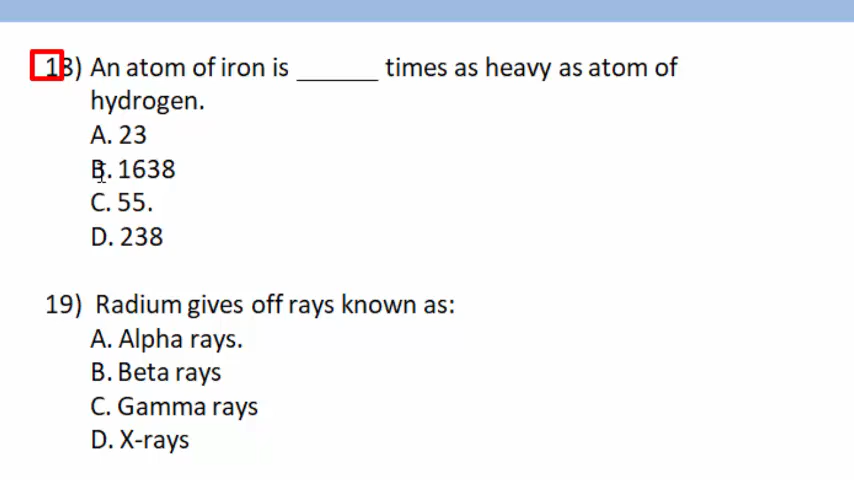 18) An atom of iron is ______ times as heavy as atom of
hydrogen.
A. 23
B. 1638
C. 55.
D. 238
19) Radium gives off rays known as:
A. Alpha rays.
B. Beta rays
C. Gamma rays
D. X-rays